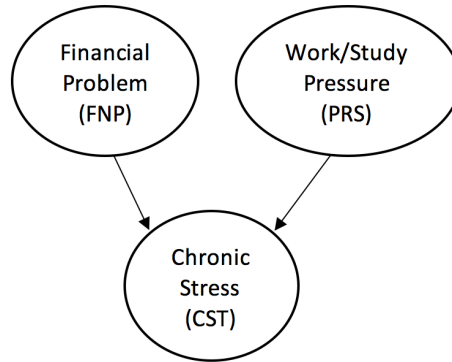 Financial
Problem
(FNP)
Work/Study
Pressure
(PRS)
Chronic
Stress
(CST)